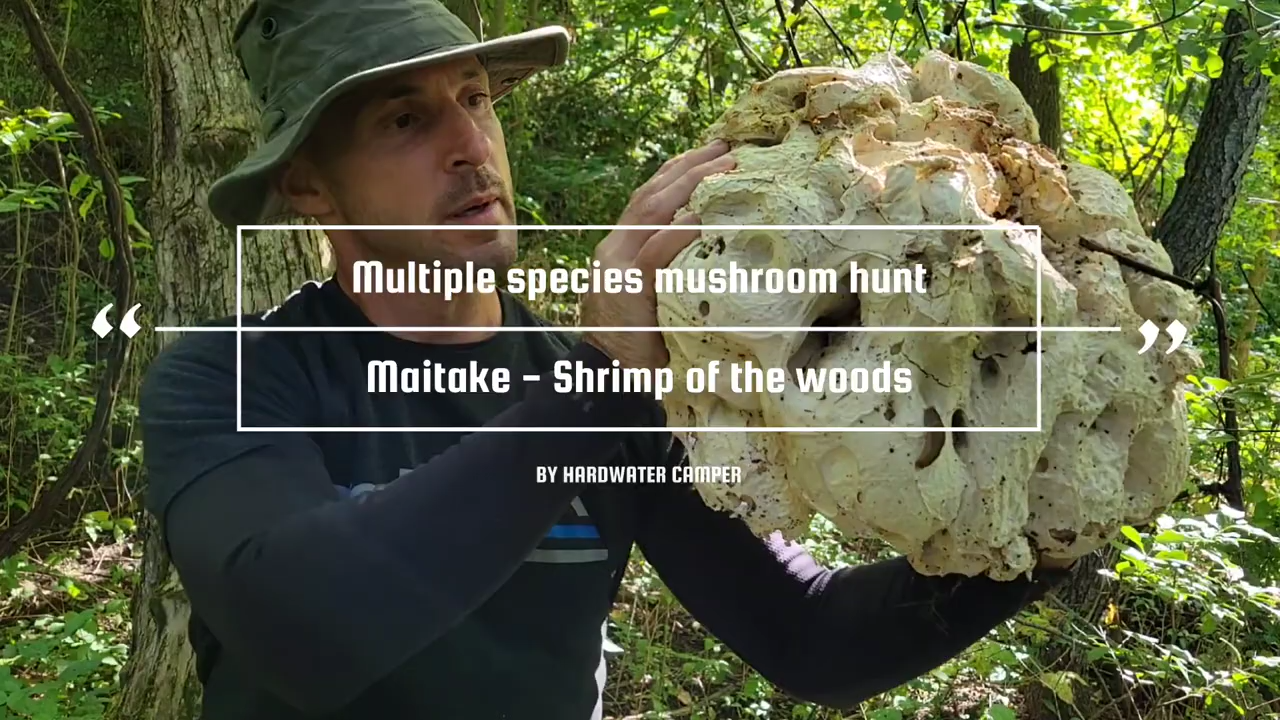 Multiple species mushroom hunt
“ ”
Maitake - Shrimp of the woods
BY HARDWATER CAMPER